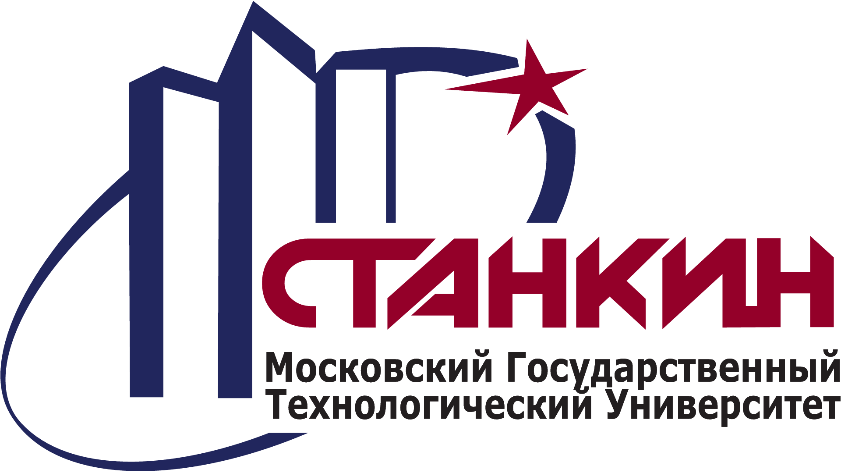 СТАНКИН
Московский Государственный
Технологический Университет